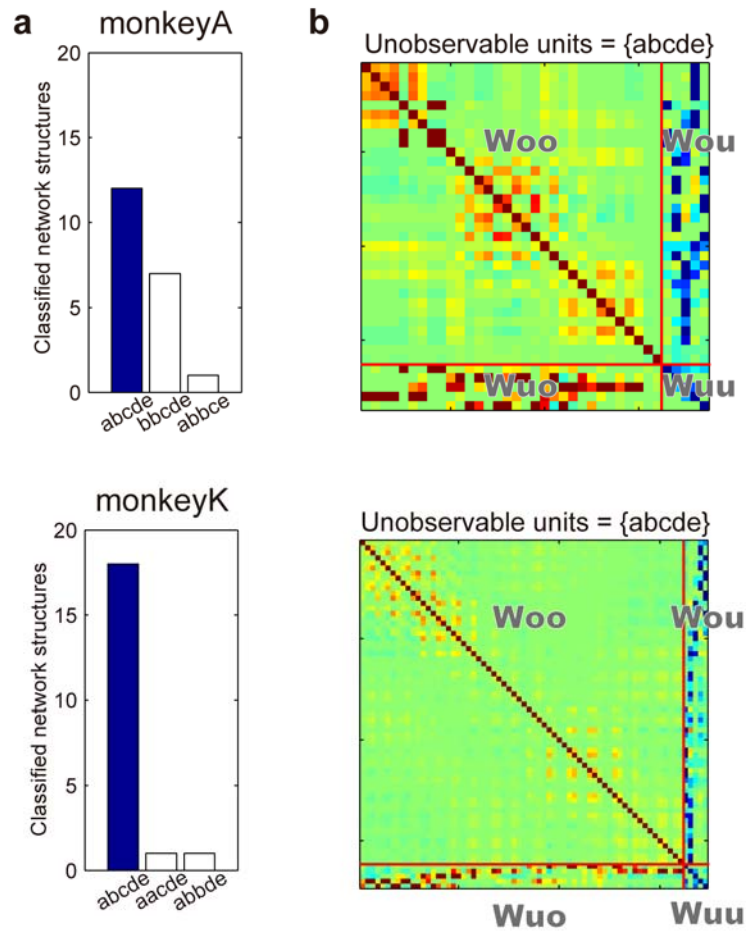 a
monkeyA
20
15
10
5
0
Classified network structures
abcde
bbcde
abbce
b
Unobservable units = {abcde}
Woo
Wou
Wuo
Wuu
monkeyK
20
15
10
5
0
Classified network structures
abcde
aacde
abbde
Unobservable units = {abcde}
Woo
Wou
Wuo
Wuu